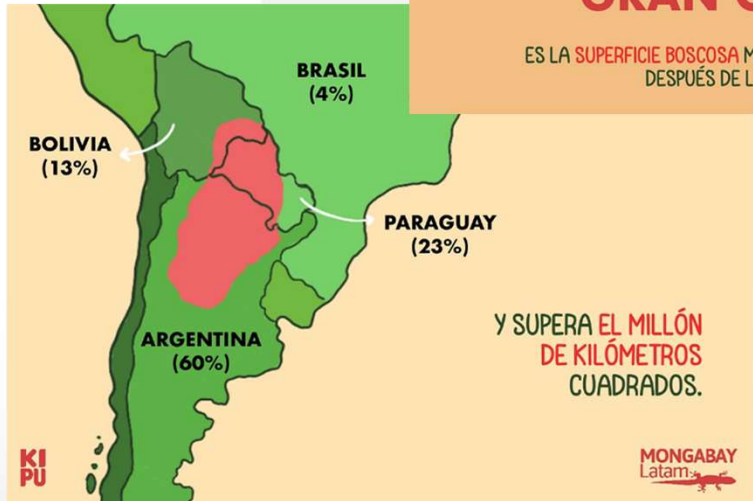 GRAN
ES LA SUPERFICIE BOSCOSA
DESPUÉS DE
BRASIL
(4%)
BOLIVIA
(13%)
PARAGUAY
(23%)
ARGENTINA
(60%)
Y SUPERA EL MILLÓN
DE KILÓMETROS
CUADRADOS.
KI
PU
MONGABAY
Latam